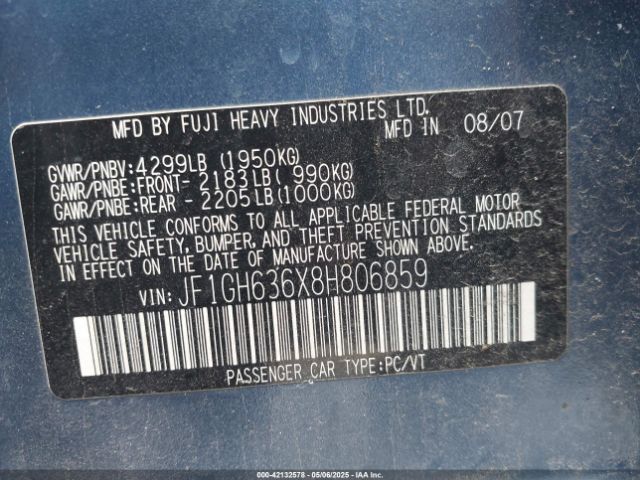 MFD BY FUJI HEAVY INDUSTRIES LTD.
MFD IN 08/07
GVWR/PNBV:4299LB (1950KG)
GAWR/PNBE:FRONT- 2183LB( 990KG)
GAWR/PNBE:REAR - 2205LB(1000KG)
THIS VEHICLE CONFORMS TO ALL APPLICABLE FEDERAL MOTOR
VEHICLE SAFETY, BUMPER, AND THEFT PREVENTION STANDARDS
IN EFFECT ON THE DATE OF MANUFACTURE SHOWN ABOVE.
VIN: JF1GH636X8H806859
PASSENGER CAR TYPE:PC/VT
000-42132578 - 05/06/2025 - IAA Inc.